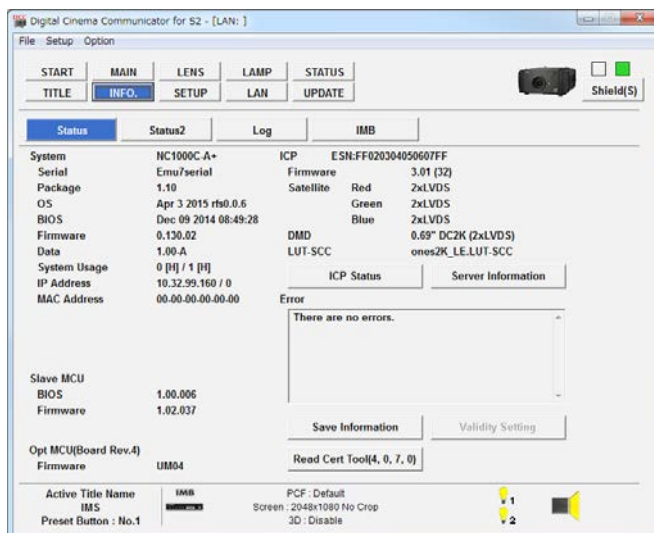 Digital Cinema Communicator for S2 - [LAN: ]
File Setup Option
START MAIN LENS LAMP STATUS
TITLE INFO. SETUP LAN UPDATE
Shield(S)
Status Status2 Log IMB
System NC1000C-A+ ICP ESN:FF020304050607FF
Serial Emu7serial Firmware 3.01 (32)
Package 1.10 Satellite Red 2xLVDS
OS Apr 3 2015 rfs0.0.6 Green 2xLVDS
BIOS Dec 09 2014 08:49:28 Blue 2xLVDS
Firmware 0.130.02 DMD 0.69" DC2K (2xLVDS)
Data 1.00-A LUT-SCC ones2K_LE.LUT-SCC
System Usage 0 [H] / 1 [H]
ICP Status Server Information
IP Address 10.32.99.160 / 0
MAC Address 00-00-00-00-00-00 Error
There are no errors.
Slave MCU
BIOS 1.00.006
Firmware 1.02.037
Save Information Validity Setting
Opt MCU(Board Rev.4)
Read Cert Tool(4, 0, 7, 0)
Firmware UM04
Active Title Name IMB PCF : Default
IMS Screen : 2048x1080 No Crop
Preset Button : No.1 3D : Disable
1
2